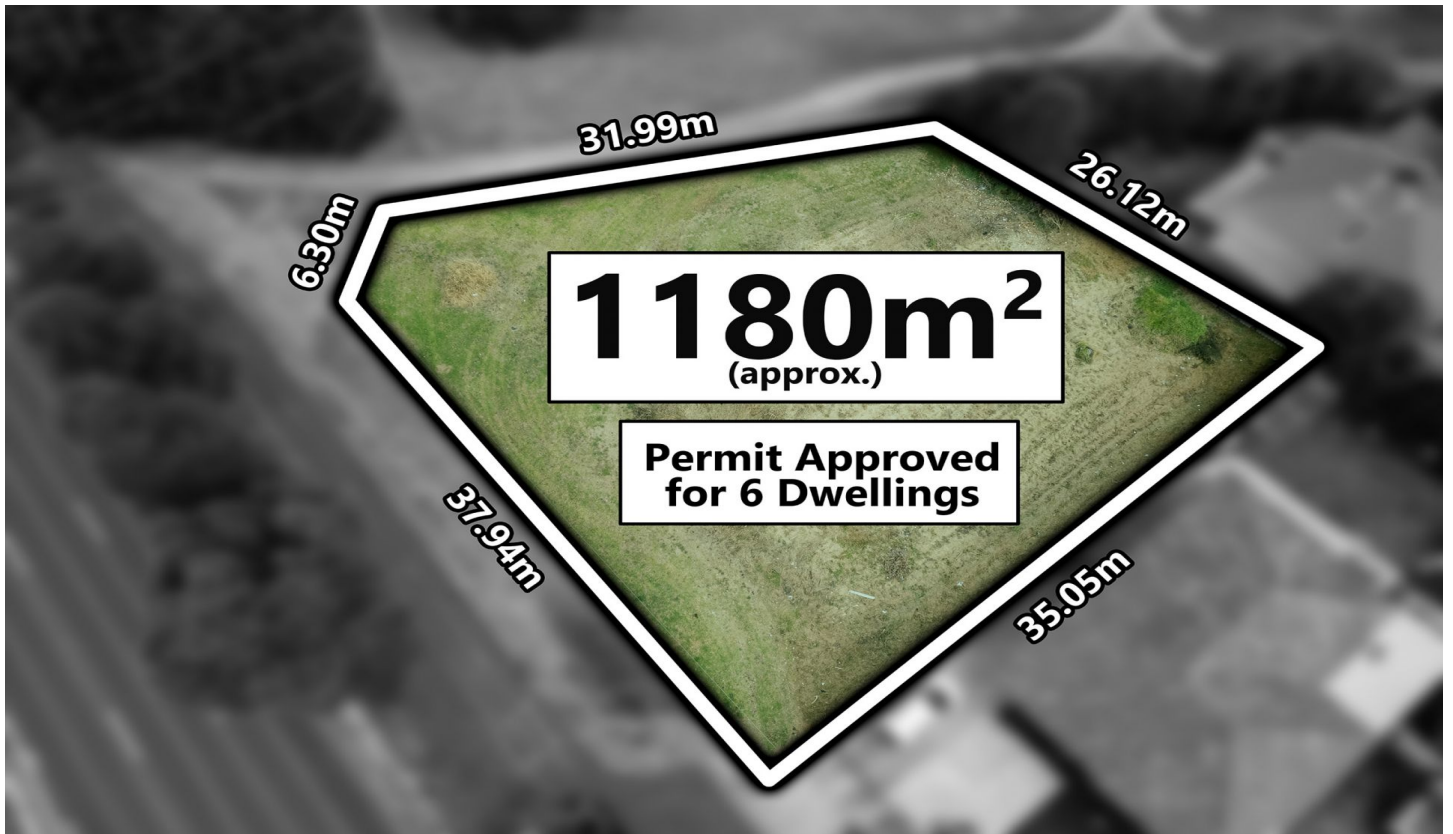 31.99m
26.12m
6.30m
1180m²
(approx.)
Permit Approved
for 6 Dwellings
37.94m
35.05m